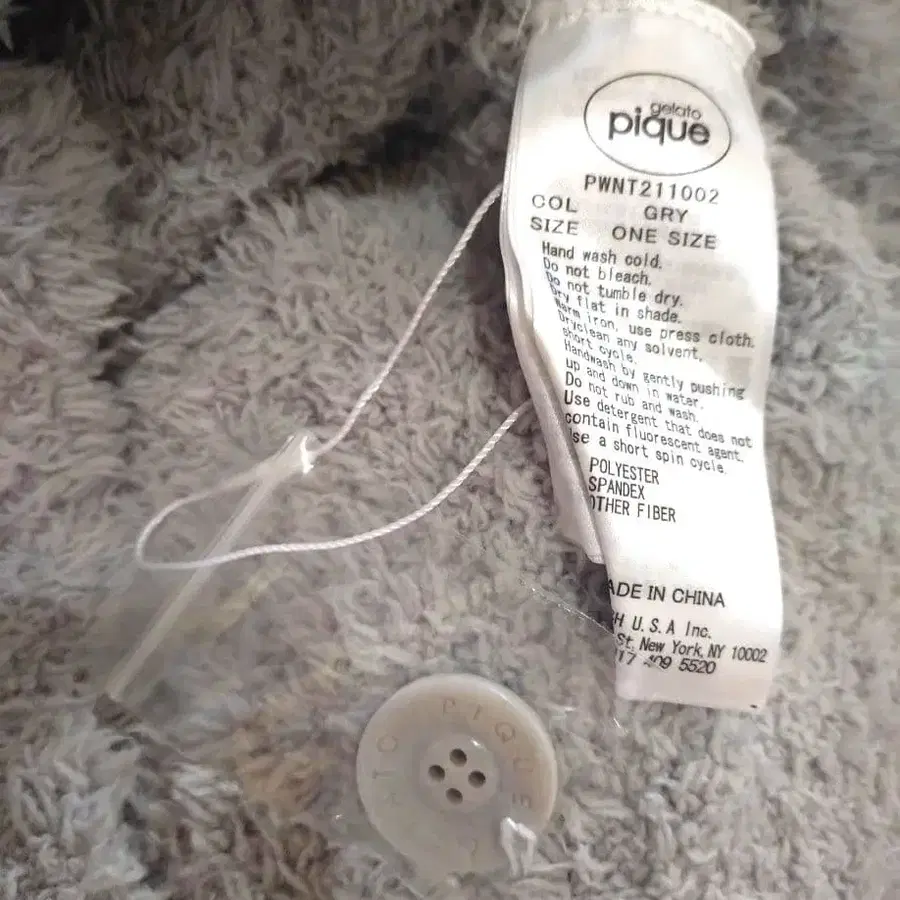 gelato
pique
PWNT211002
COL GRY
SIZE ONE SIZE
Hand wash cold.
Do not bleach.
Do not tumble dry.
Dry flat in shade.
Warm iron, use press cloth.
Dryclean any solvent,
short cycle.
Handwash by gently pushing
up and down in water.
Do not rub and wash.
Use detergent that does not
contain fluorescent agent.
Use a short spin cycle.
POLYESTER
SPANDEX
OTHER FIBER
ADE IN CHINA
H U.S.A Inc.
St. New York, NY 10002
17 409 5520
PIQUE
ATO